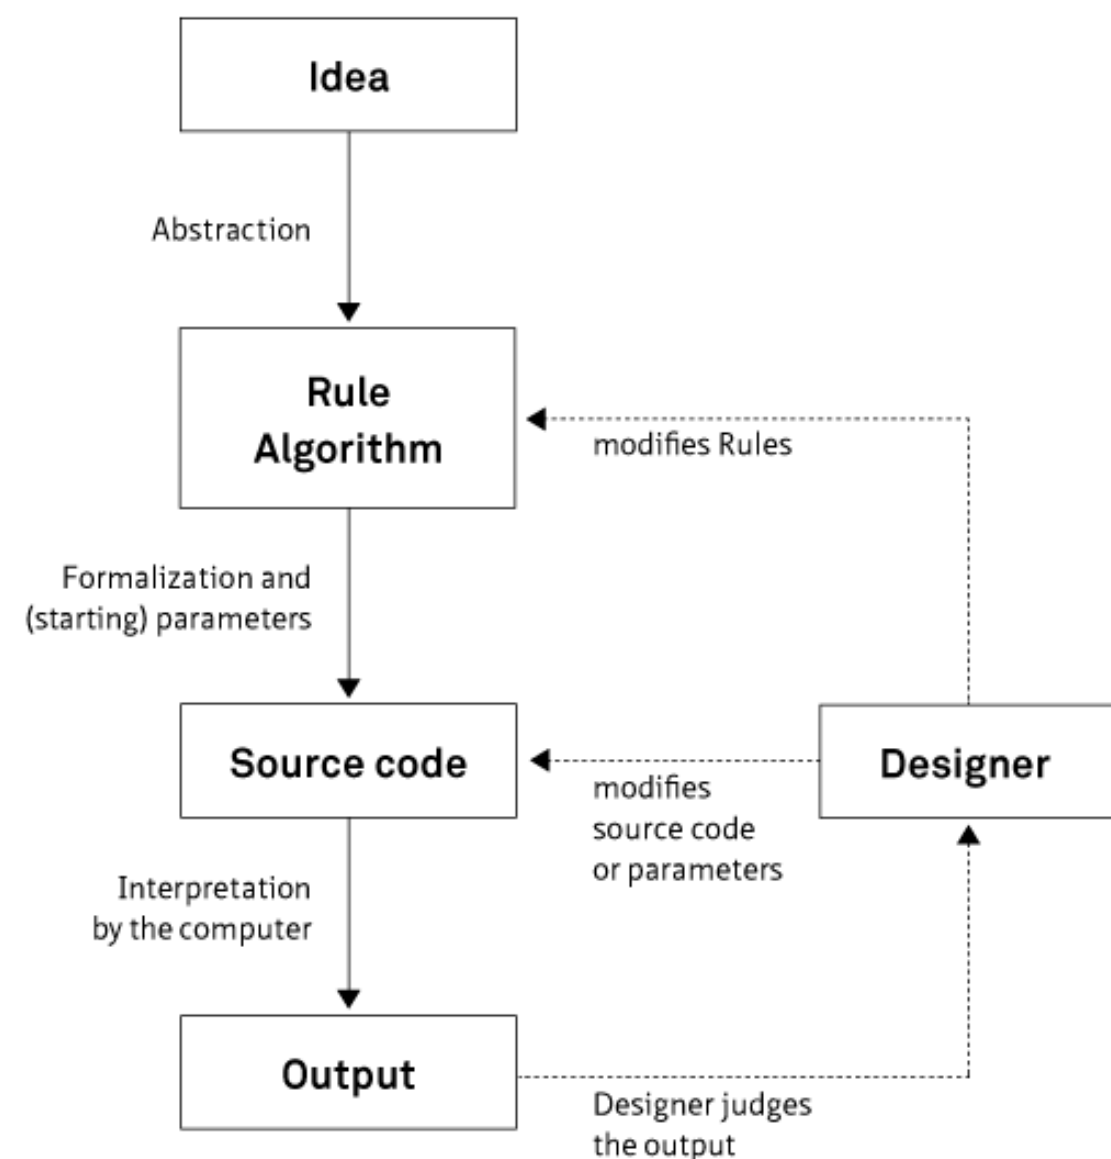 Idea
Abstraction
Rule
Algorithm
modifies Rules
Formalization and
(starting) parameters
Source code
Designer
modifies
source code
or parameters
Interpretation
by the computer
Output
Designer judges
the output